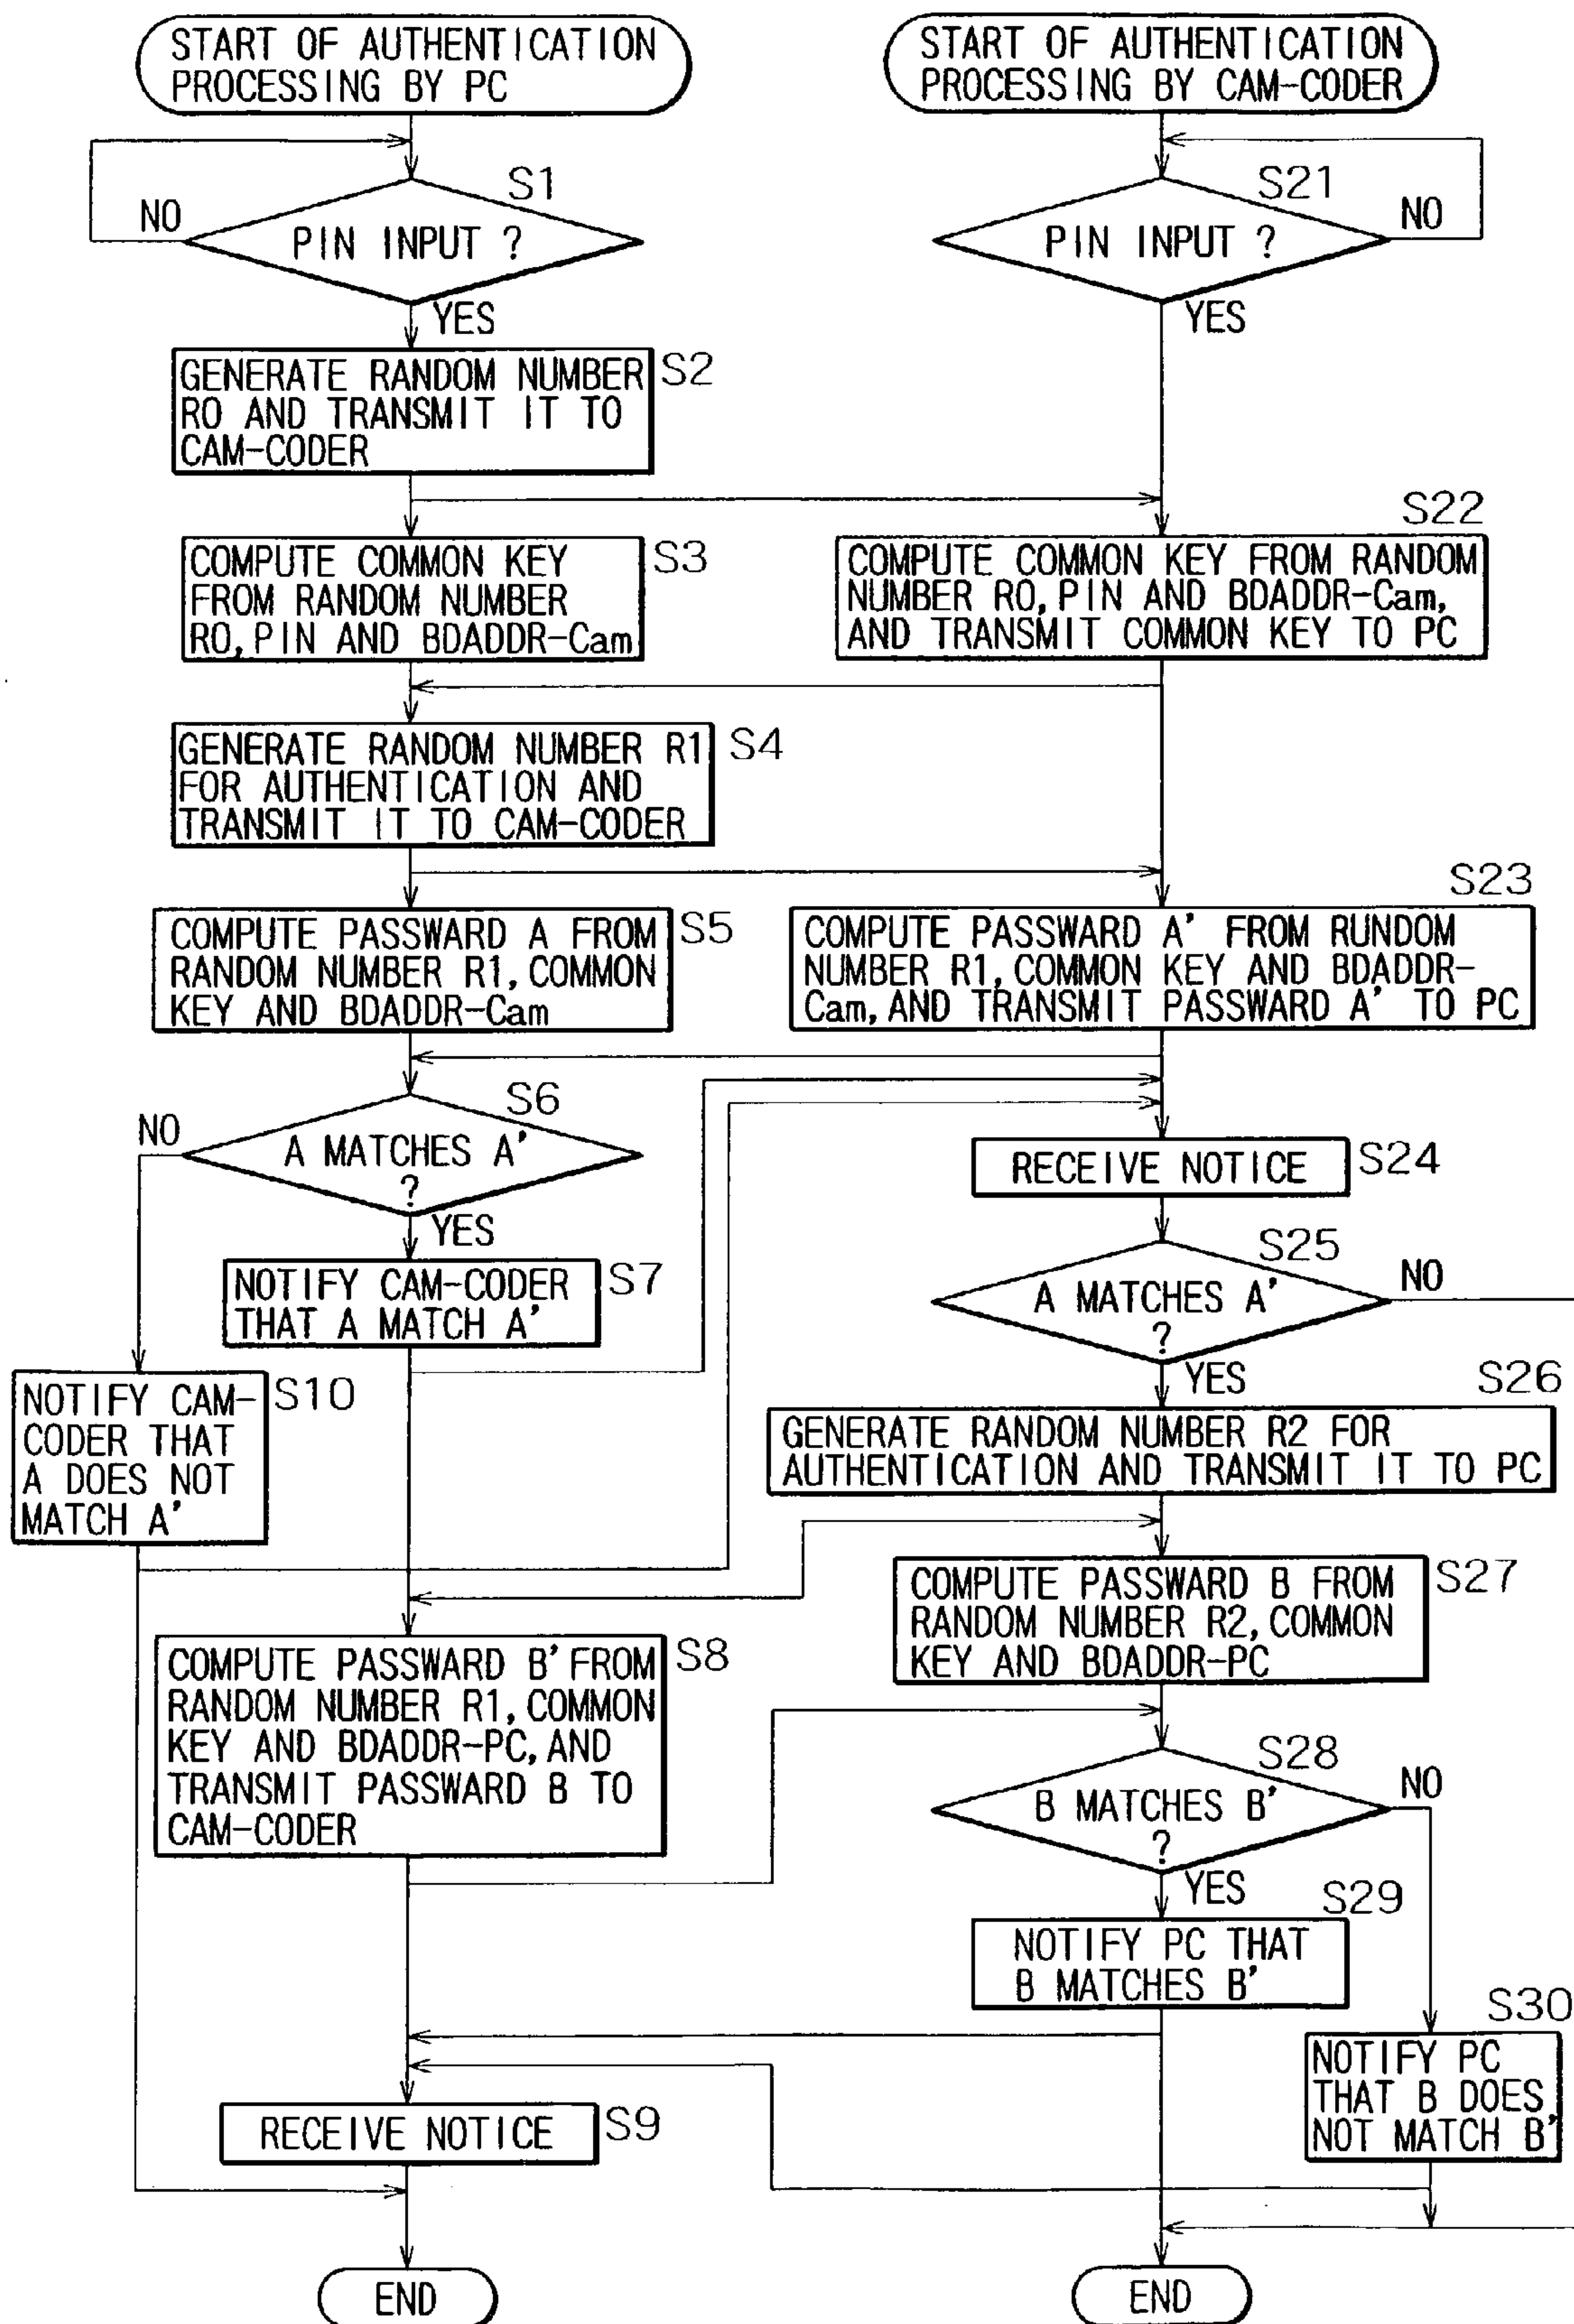 START OF AUTHENTICATION
PROCESSING BY PC
START OF AUTHENTICATION
PROCESSING BY CAM-CODER
S1
NO
PIN INPUT ?
YES
S21
NO
PIN INPUT ?
YES
GENERATE RANDOM NUMBER
R0 AND TRANSMIT IT TO
CAM-CODER
S2
COMPUTE COMMON KEY
FROM RANDOM NUMBER
R0, PIN AND BDADDR-Cam
S3
S22
COMPUTE COMMON KEY FROM RANDOM
NUMBER R0, PIN AND BDADDR-Cam,
AND TRANSMIT COMMON KEY TO PC
GENERATE RANDOM NUMBER R1
FOR AUTHENTICATION AND
TRANSMIT IT TO CAM-CODER
S4
COMPUTE PASSWARD A FROM
RANDOM NUMBER R1, COMMON
KEY AND BDADDR-Cam
S5
S23
COMPUTE PASSWARD A' FROM RUNDOM
NUMBER R1, COMMON KEY AND BDADDR-
Cam, AND TRANSMIT PASSWARD A' TO PC
S6
NO
A MATCHES A'
?
YES
RECEIVE NOTICE
S24
NOTIFY CAM-CODER
THAT A MATCH A'
S7
S25
NO
A MATCHES A'
?
YES
NOTIFY CAM-
CODER THAT
A DOES NOT
MATCH A'
S10
S26
GENERATE RANDOM NUMBER R2 FOR
AUTHENTICATION AND TRANSMIT IT TO PC
COMPUTE PASSWARD B FROM
RANDOM NUMBER R2, COMMON
KEY AND BDADDR-PC
S27
COMPUTE PASSWARD B' FROM
RANDOM NUMBER R1, COMMON
KEY AND BDADDR-PC, AND
TRANSMIT PASSWARD B TO
CAM-CODER
S8
S28
NO
B MATCHES B'
?
YES
S29
NOTIFY PC THAT
B MATCHES B'
S30
NOTIFY PC
THAT B DOES
NOT MATCH B'
RECEIVE NOTICE
S9
END
END